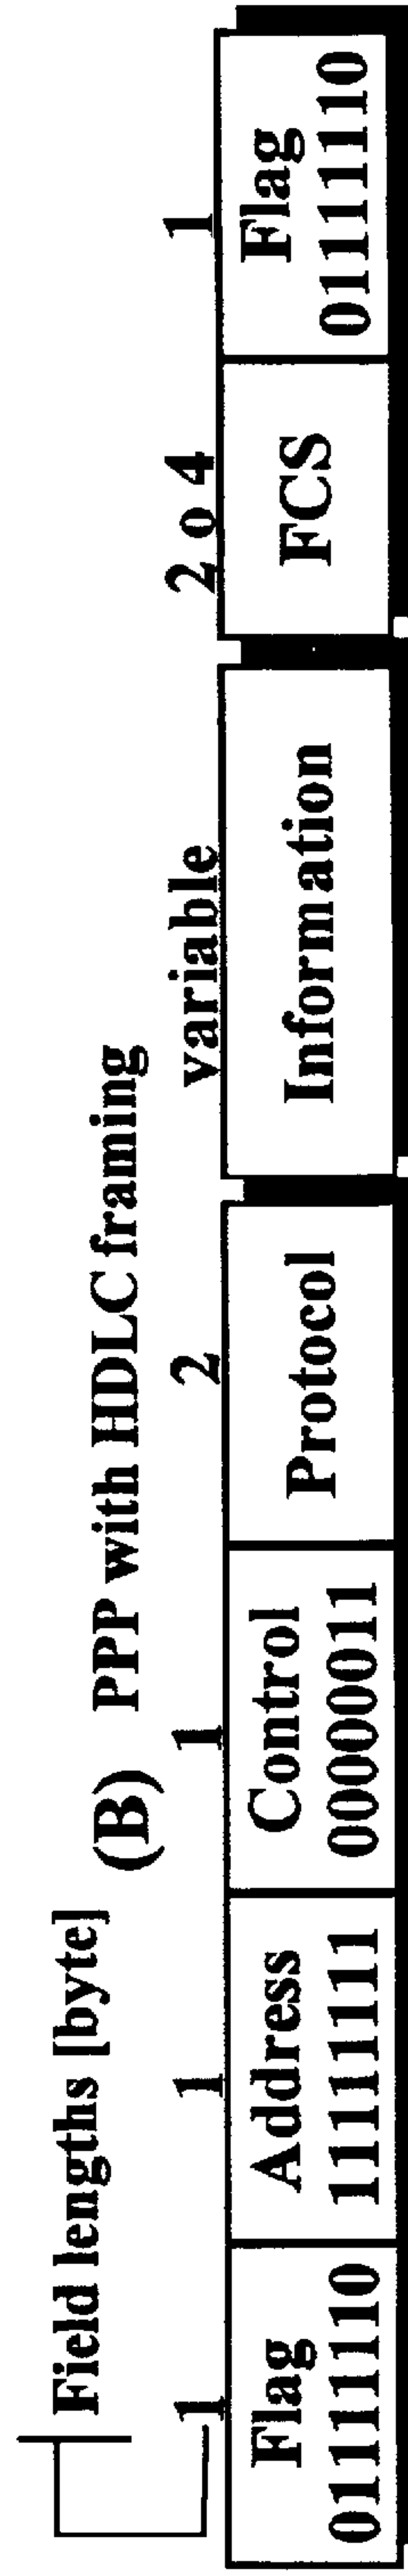 Field lengths [byte]
(B) PPP with HDLC framing
1 1 1 2 variable 2 o 4 1
Flag Address Control Protocol Information FCS Flag
01111110 11111111 00000011 01111110